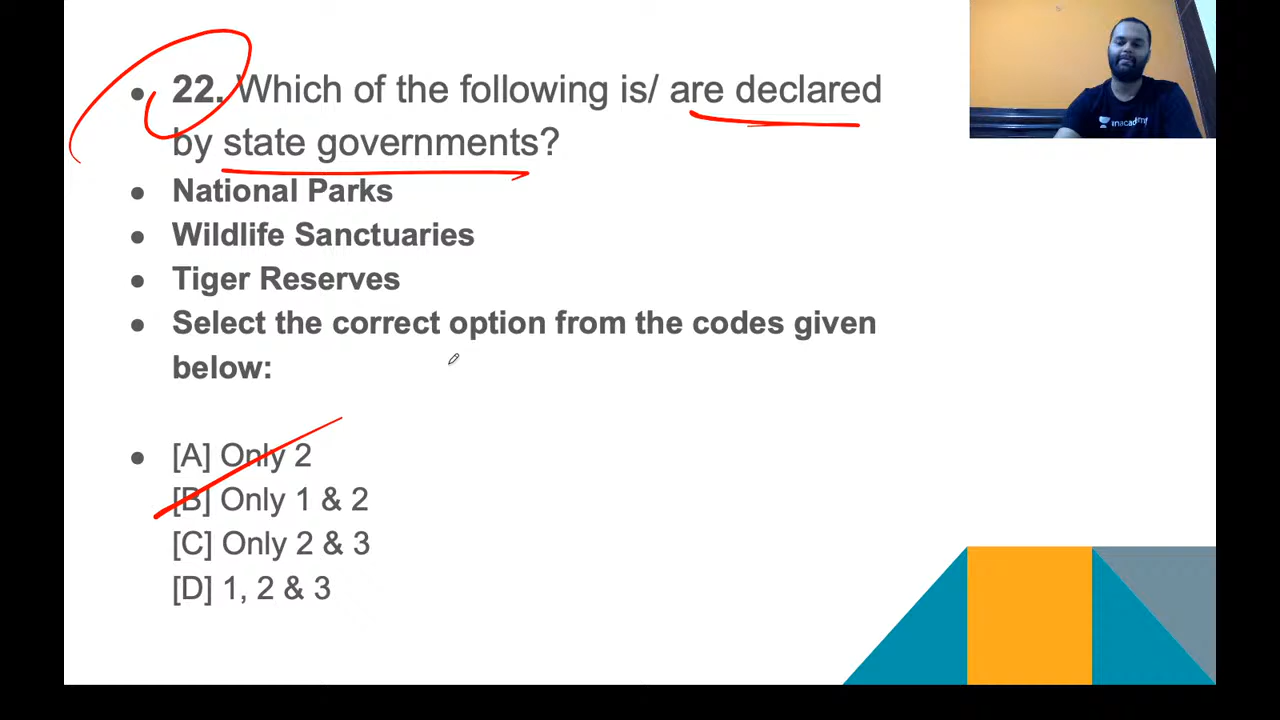 • 22. Which of the following is/ are declared
by state governments?
• National Parks
• Wildlife Sanctuaries
• Tiger Reserves
• Select the correct option from the codes given
below:
• [A] Only 2
[B] Only 1 & 2
[C] Only 2 & 3
[D] 1, 2 & 3